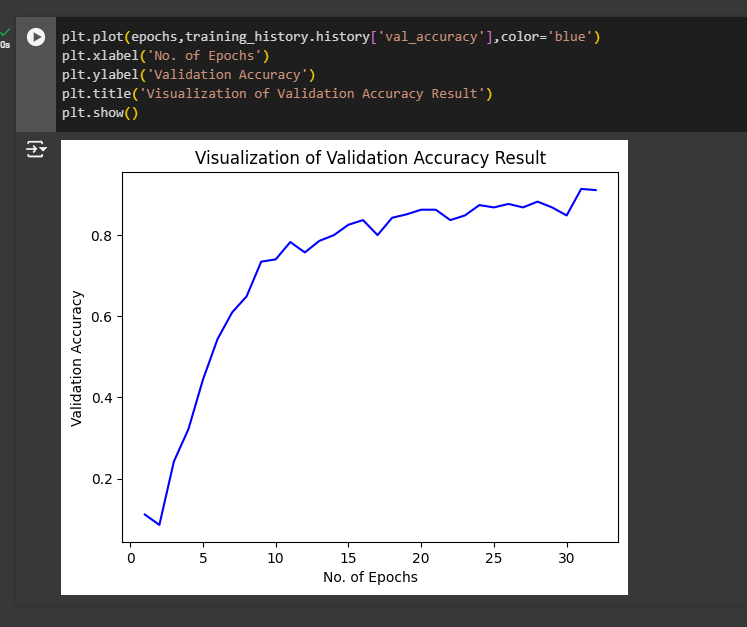 plt.plot(epochs,training_history.history['val_accuracy'],color='blue')
0s
plt.xlabel('No. of Epochs')
plt.ylabel('Validation Accuracy')
plt.title('Visualization of Validation Accuracy Result')
plt.show()
Visualization of Validation Accuracy Result
0.8
0.6
0.4
0.2
Validation Accuracy
0 5 10 15 20 25 30
No. of Epochs